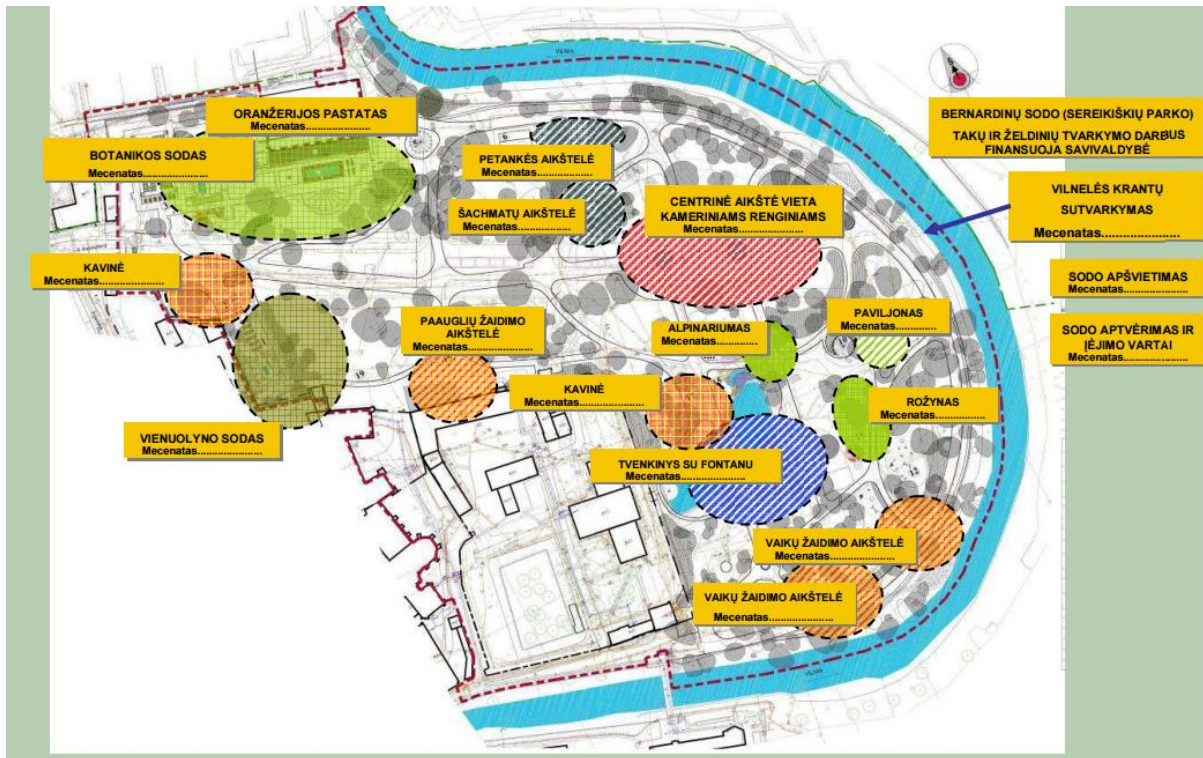 VILNIA
ORANŽERIJOS PASTATAS
Mecenatas.......................
BOTANIKOS SODAS
Mecenatas......................
PETANKĖS AIKŠTELĖ
Mecenatas..................
ŠACHMATŲ AIKŠTELĖ
Mecenatas..................
CENTRINĖ AIKŠTĖ VIETA
KAMERINIAMS RENGINIAMS
Mecenatas.......................
BERNARDINŲ SODO (SEREIKIŠKIŲ PARKO)
TAKŲ IR ŽELDINIŲ TVARKYMO DARBUS
FINANSUOJA SAVIVALDYBĖ
VILNELĖS KRANTŲ
SUTVARKYMAS
Mecenatas......................
KAVINĖ
Mecenatas.......................
SODO APŠVIETIMAS
Mecenatas.......................
PAAUGLIŲ ŽAIDIMO
AIKŠTELĖ
Mecenatas.......................
ALPINARIUMAS
Mecenatas..............
PAVILJONAS
Mecenatas..............
SODO APTVĖRIMAS IR
ĮĖJIMO VARTAI
Mecenatas.......................
KAVINĖ
Mecenatas.......................
ROŽYNAS
Mecenatas.................
VIENUOLYNO SODAS
Mecenatas.......................
TVENKINYS SU FONTANU
Mecenatas.......................
VAIKŲ ŽAIDIMO AIKŠTELĖ
Mecenatas.......................
VAIKŲ ŽAIDIMO AIKŠTELĖ
Mecenatas.......................
VILNIA